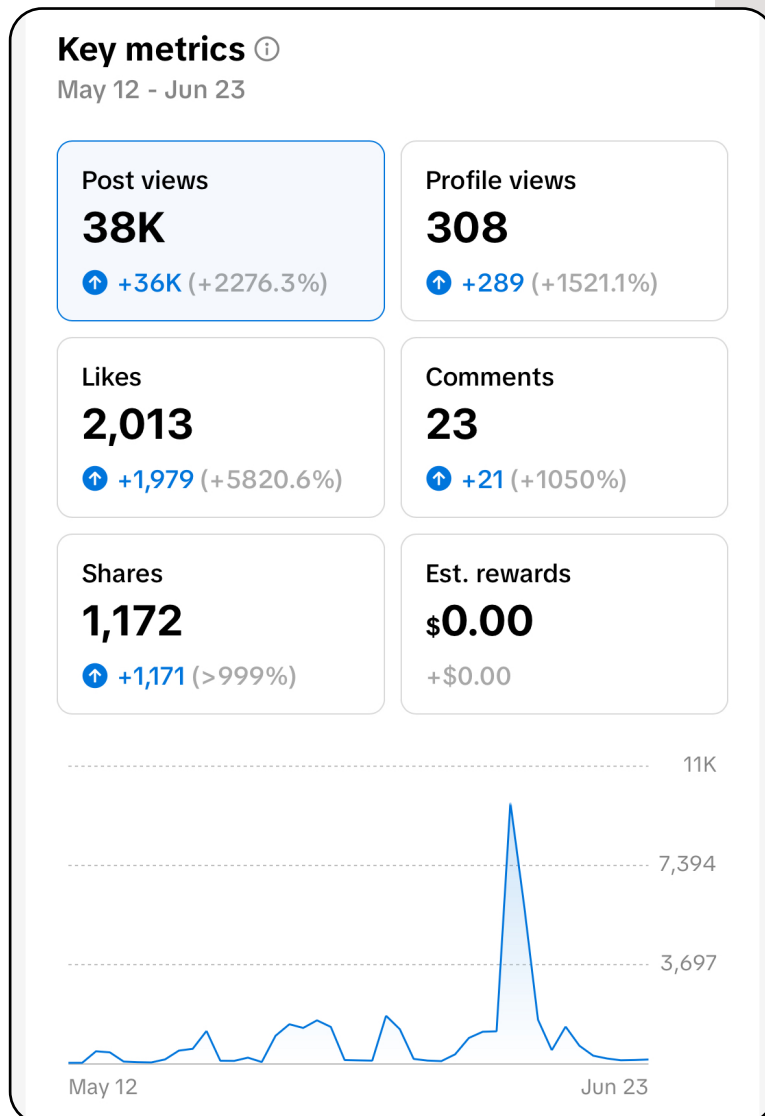 Key metrics
May 12 - Jun 23
Post views
38K
+36K (+2276.3%)
Profile views
308
+289 (+1521.1%)
Likes
2,013
+1,979 (+5820.6%)
Comments
23
+21 (+1050%)
Shares
1,172
+1,171 (>999%)
Est. rewards
$0.00
+$0.00
11K
7,394
3,697
May 12
Jun 23